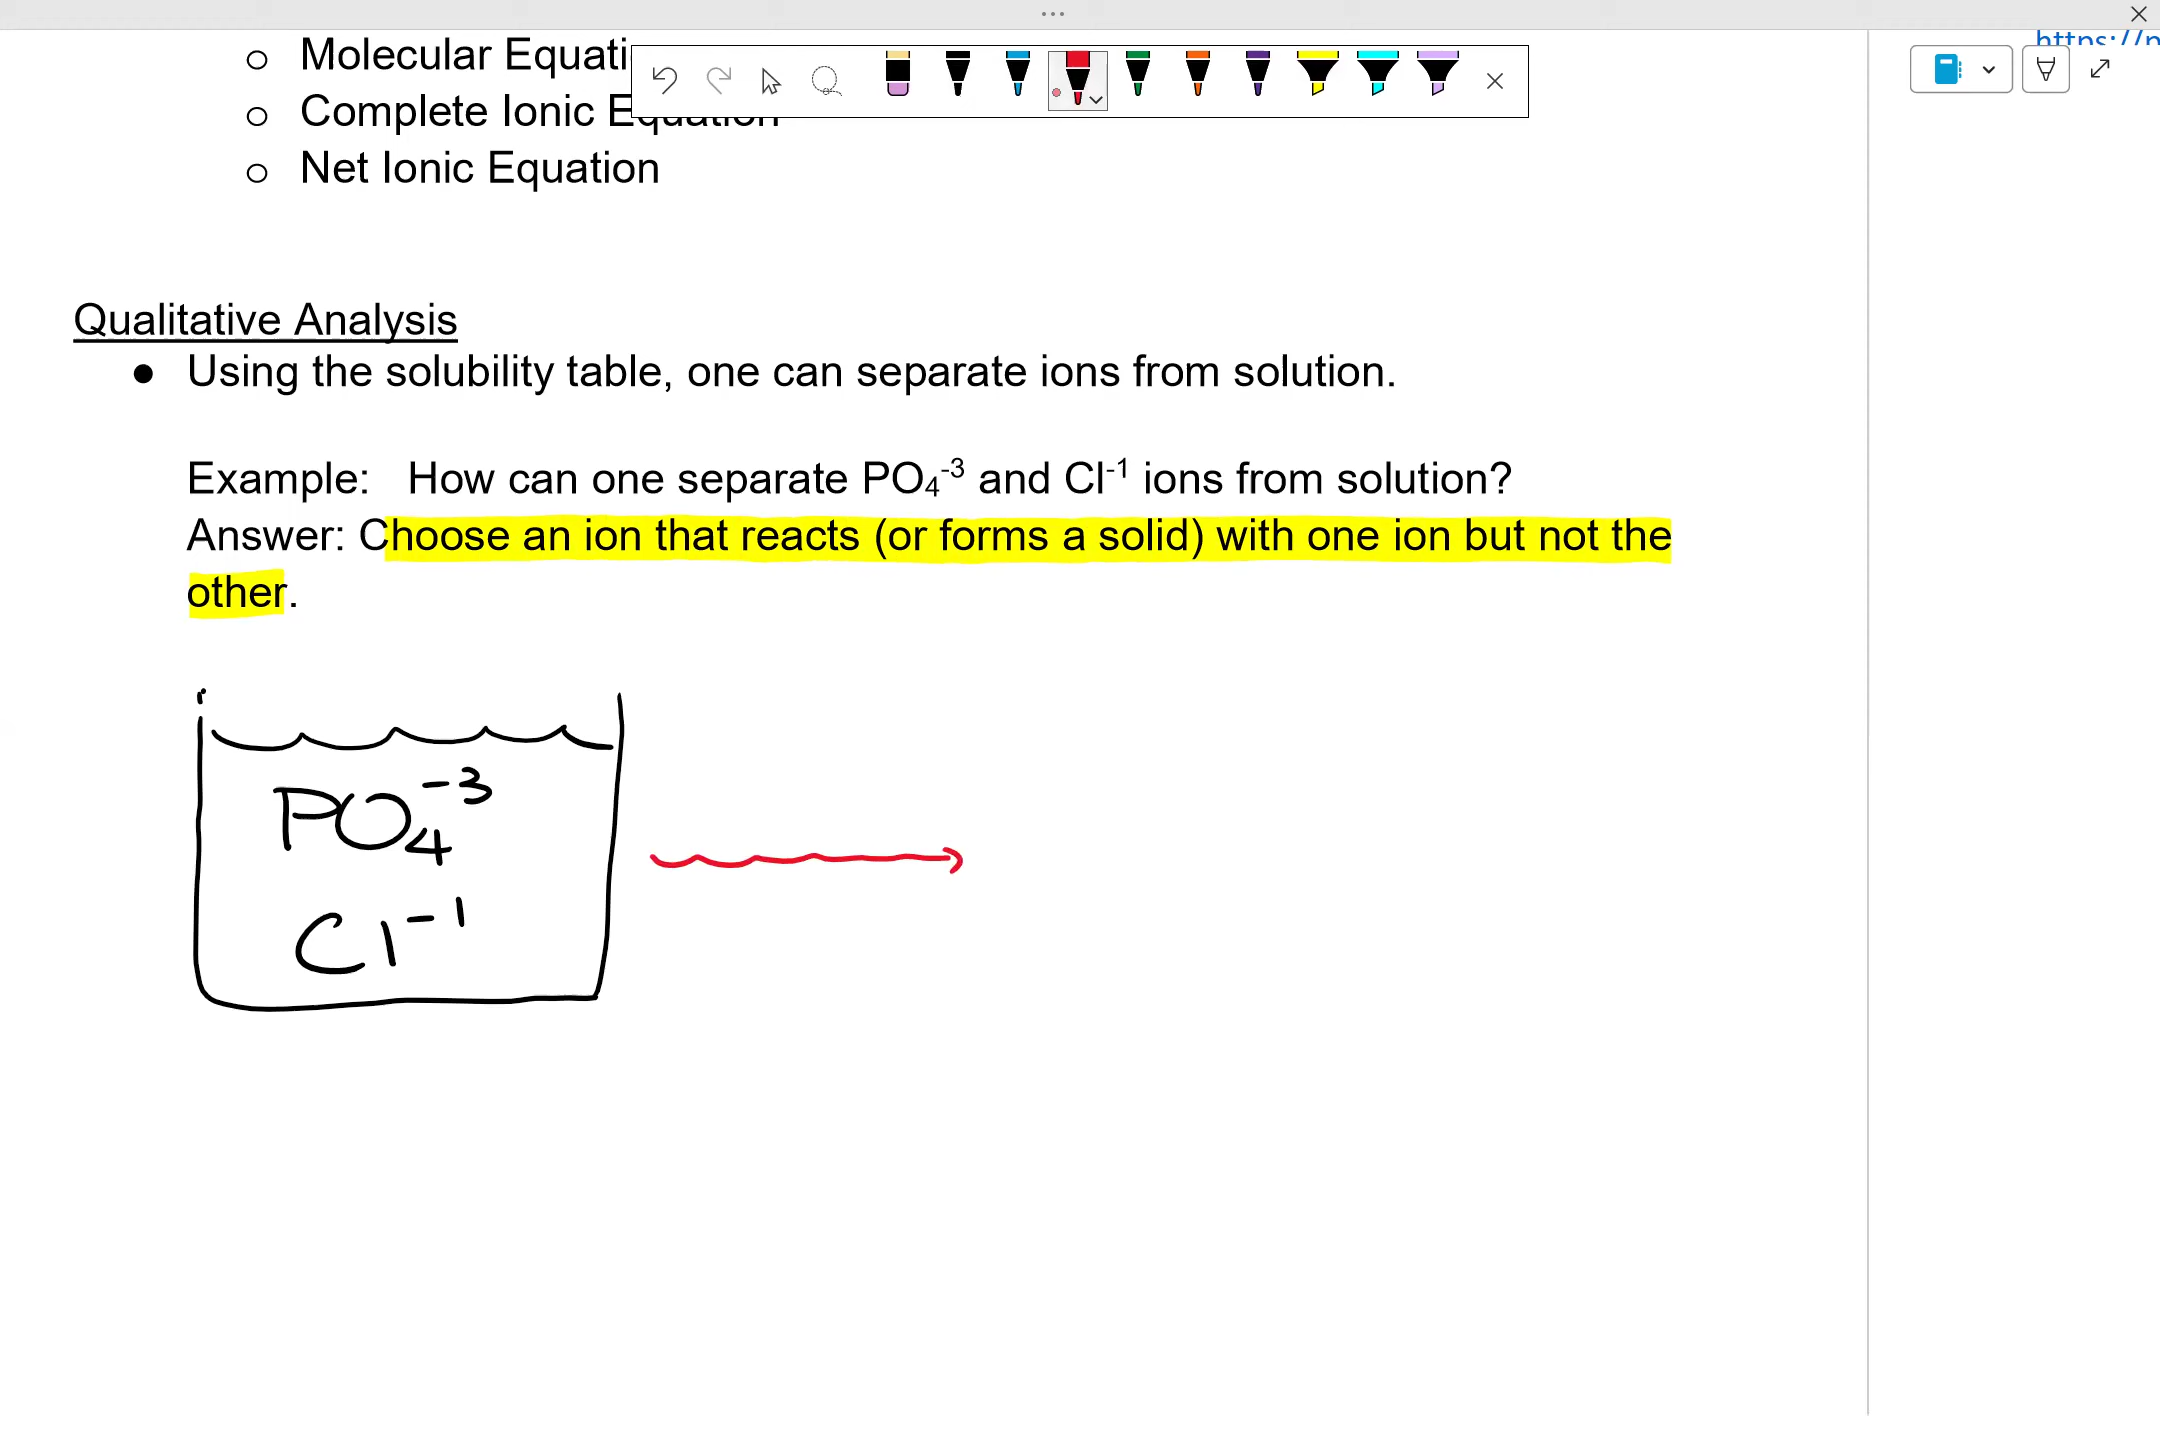 https://p
o Molecular Equati
o Complete Ionic Equation
o Net Ionic Equation
Qualitative Analysis
● Using the solubility table, one can separate ions from solution.
Example: How can one separate PO₄⁻³ and Cl⁻¹ ions from solution?
Answer: Choose an ion that reacts (or forms a solid) with one ion but not the
other.
PO₄⁻³
Cl⁻¹